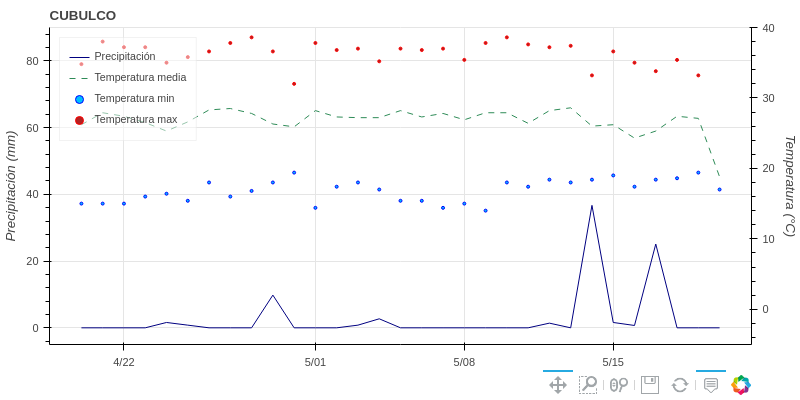 CUBULCO
Precipitación
Temperatura media
Temperatura min
Temperatura max
Precipitación (mm)
80
60
40
20
0
40
30
20
10
0
Temperatura (°C)
4/22
5/01
5/08
5/15